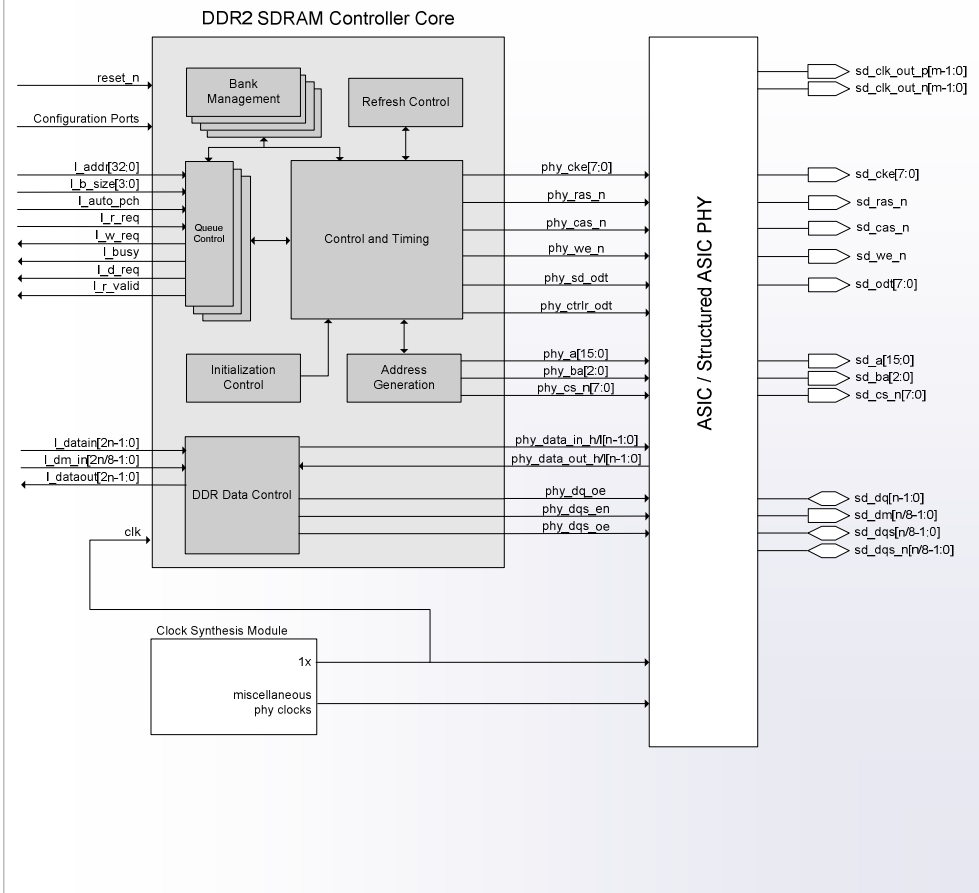 DDR2 SDRAM Controller Core
reset_n
Configuration Ports
l_addr[32:0]
l_b_size[3:0]
l_auto_pch
l_r_req
l_w_req
l_busy
l_d_req
l_r_valid
Bank
Management
Refresh Control
Queue
Control
Control and Timing
Initialization
Control
Address
Generation
l_datain[2n-1:0]
l_dm_in[2n/8-1:0]
l_dataout[2n-1:0]
DDR Data Control
clk
phy_cke[7:0]
phy_ras_n
phy_cas_n
phy_we_n
phy_sd_odt
phy_ctrlr_odt
phy_a[15:0]
phy_ba[2:0]
phy_cs_n[7:0]
phy_data_in_h/l[n-1:0]
phy_data_out_h/l[n-1:0]
phy_dq_oe
phy_dqs_en
phy_dqs_oe
ASIC / Structured ASIC PHY
sd_clk_out_p[m-1:0]
sd_clk_out_n[m-1:0]
sd_cke[7:0]
sd_ras_n
sd_cas_n
sd_we_n
sd_odt[7:0]
sd_a[15:0]
sd_ba[2:0]
sd_cs_n[7:0]
sd_dq[n-1:0]
sd_dm[n/8-1:0]
sd_dqs[n/8-1:0]
sd_dqs_n[n/8-1:0]
Clock Synthesis Module
1x
miscellaneous
phy clocks